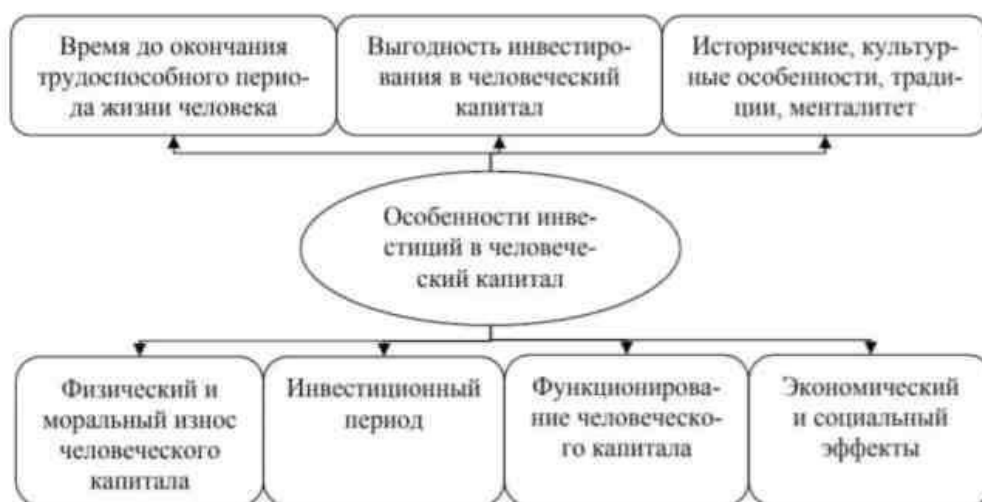 Время до окончания
трудоспособного перио-
да жизни человека
Выгодность инвестиро-
вания в человеческий
капитал
Исторические, культур-
ные особенности, тради-
ции, менталитет
Особенности инве-
стиций в человече-
ский капитал
Физический и
моральный износ
человеческого
капитала
Инвестиционный
период
Функционирова-
ние человеческо-
го капитала
Экономический
и социальный
эффекты